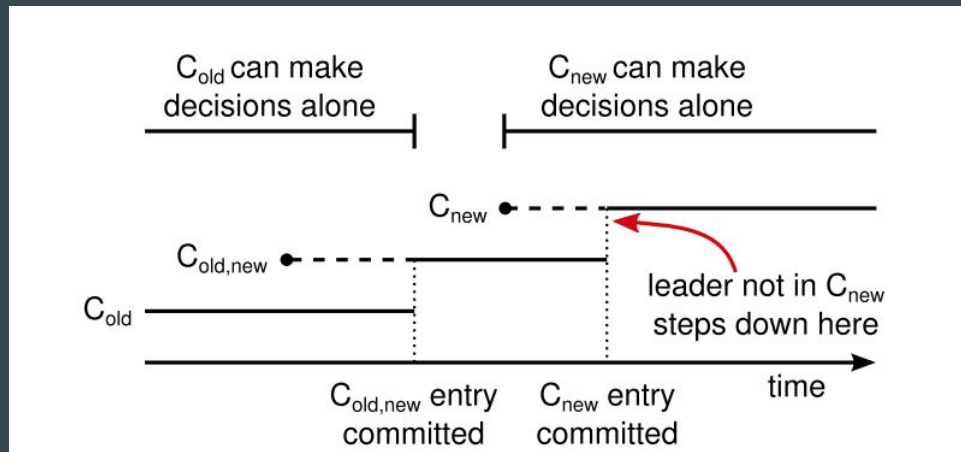 C_old can make
decisions alone
C_new can make
decisions alone
C_new
C_old,new
C_old
leader not in C_new
steps down here
time
C_old,new entry
committed
C_new entry
committed